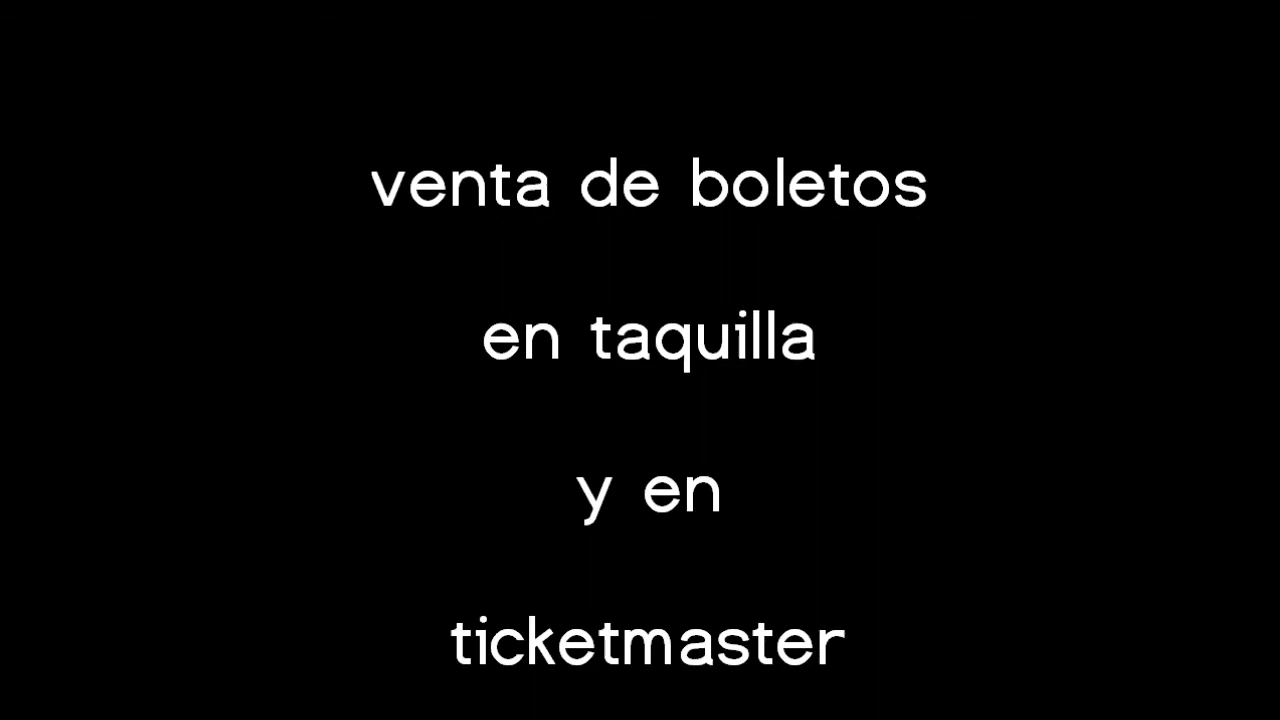 venta de boletos
en taquilla
y en
ticketmaster